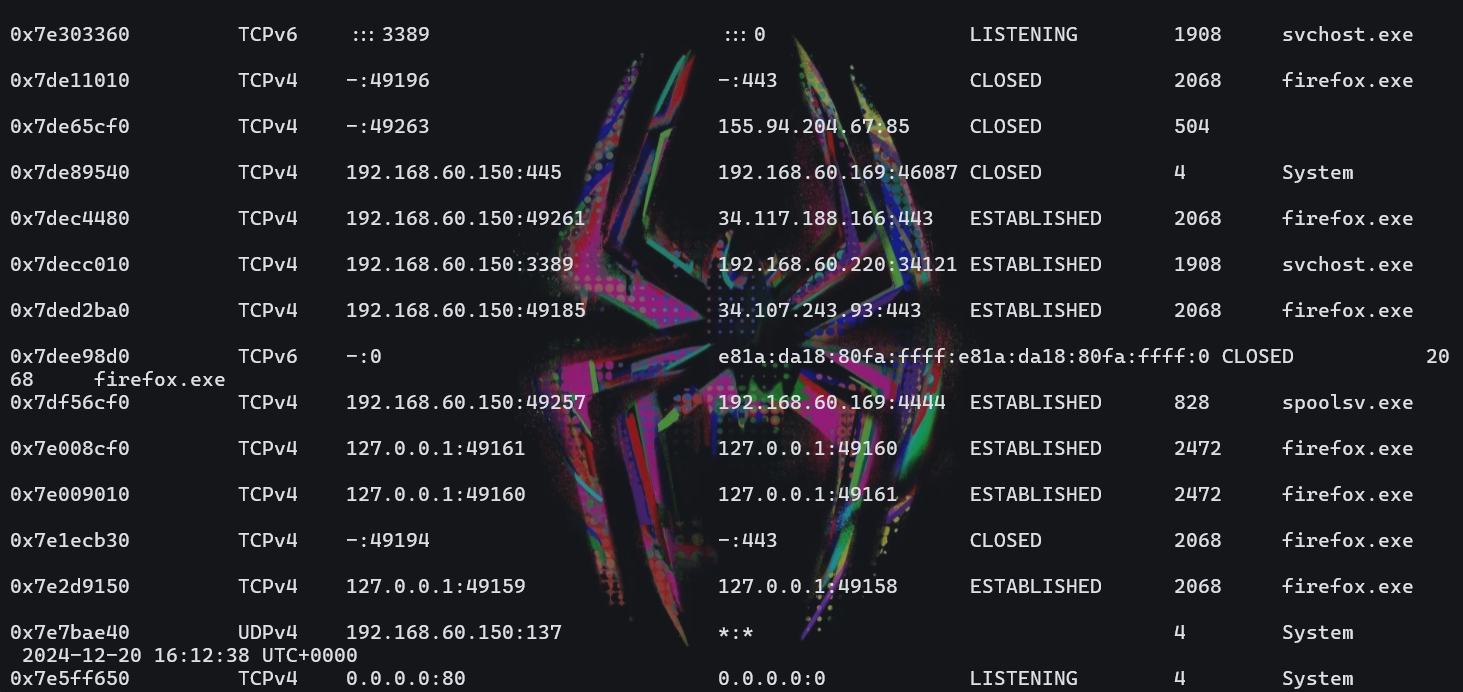 0x7e303360 TCPv6 :::3389 :::0 LISTENING 1908 svchost.exe
0x7de11010 TCPv4 -:49196 -:443 CLOSED 2068 firefox.exe
0x7de65cf0 TCPv4 -:49263 155.94.204.67:85 CLOSED 504
0x7de89540 TCPv4 192.168.60.150:445 192.168.60.169:46087 CLOSED 4 System
0x7dec4480 TCPv4 192.168.60.150:49261 34.117.188.166:443 ESTABLISHED 2068 firefox.exe
0x7decc010 TCPv4 192.168.60.150:3389 192.168.60.220:34121 ESTABLISHED 1908 svchost.exe
0x7ded2ba0 TCPv4 192.168.60.150:49185 34.107.243.93:443 ESTABLISHED 2068 firefox.exe
0x7dee98d0 TCPv6 -:0 e81a:da18:80fa:ffff:e81a:da18:80fa:ffff:0 CLOSED 20
68 firefox.exe
0x7df56cf0 TCPv4 192.168.60.150:49257 192.168.60.169:4444 ESTABLISHED 828 spoolsv.exe
0x7e008cf0 TCPv4 127.0.0.1:49161 127.0.0.1:49160 ESTABLISHED 2472 firefox.exe
0x7e009010 TCPv4 127.0.0.1:49160 127.0.0.1:49161 ESTABLISHED 2472 firefox.exe
0x7e1ecb30 TCPv4 -:49194 -:443 CLOSED 2068 firefox.exe
0x7e2d9150 TCPv4 127.0.0.1:49159 127.0.0.1:49158 ESTABLISHED 2068 firefox.exe
0x7e7bae40 UDPv4 192.168.60.150:137 *:* 4 System
2024-12-20 16:12:38 UTC+0000
0x7e5ff650 TCPv4 0.0.0.0:80 0.0.0.0:0 LISTENING 4 System